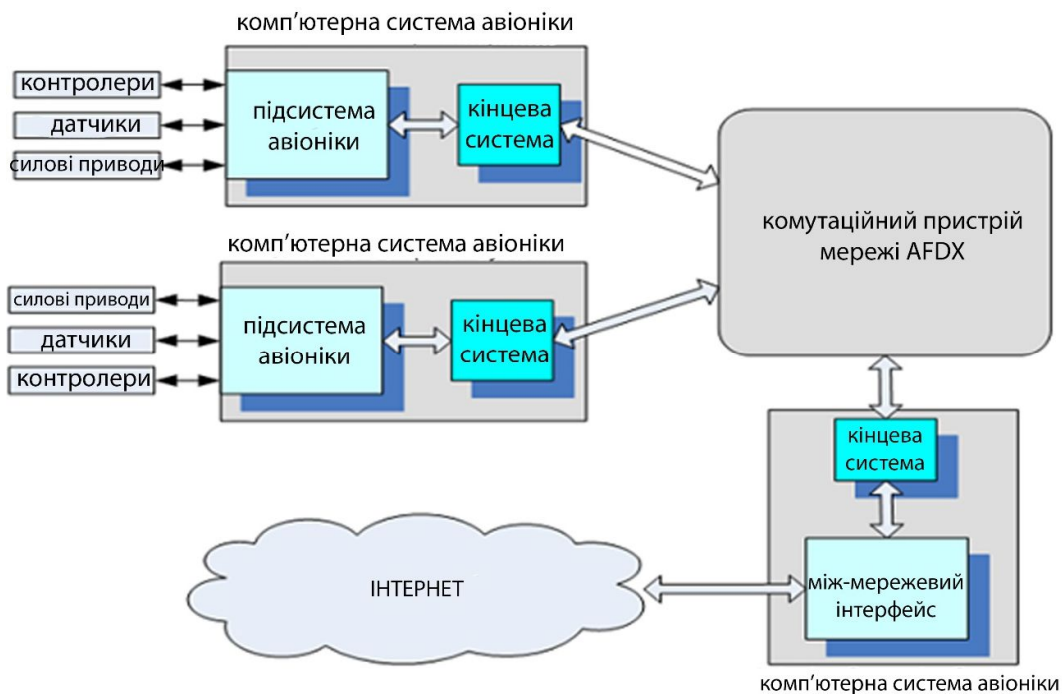 комп’ютерна система авіоніки
контролери
датчики
силові приводи
підсистема
авіоніки
кінцева
система
комутаційний пристрій
мережі AFDX
комп’ютерна система авіоніки
силові приводи
датчики
контролери
підсистема
авіоніки
кінцева
система
кінцева
система
між-мережевий
інтерфейс
ІНТЕРНЕТ
комп’ютерна система авіоніки